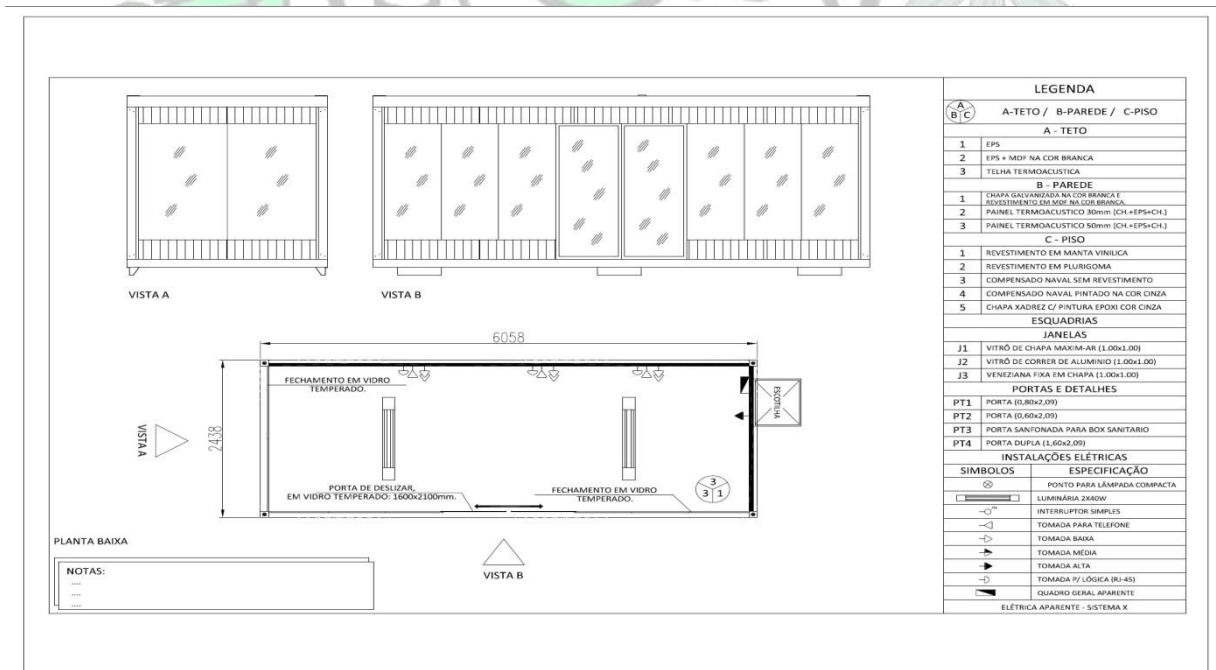 VISTA A
VISTA B
6058
2438
FECHAMENTO EM VIDRO
TEMPERADO.
ESCOTILHA
VISTA A
PORTA DE DESLIZAR,
EM VIDRO TEMPERADO: 1600x2100mm.
FECHAMENTO EM VIDRO
TEMPERADO.
3
3 1
PLANTA BAIXA
VISTA B
NOTAS:
....
....
....
LEGENDA
A
B C
A-TETO / B-PAREDE / C-PISO
A - TETO
1 EPS
2 EPS + MDF NA COR BRANCA
3 TELHA TERMOACUSTICA
B - PAREDE
1 CHAPA GALVANIZADA NA COR BRANCA E
REVESTIMENTO EM MDF NA COR BRANCA.
2 PAINEL TERMOACUSTICO 30mm (CH.+EPS+CH.)
3 PAINEL TERMOACUSTICO 50mm (CH.+EPS+CH.)
C - PISO
1 REVESTIMENTO EM MANTA VINILICA
2 REVESTIMENTO EM PLURIGOMA
3 COMPENSADO NAVAL SEM REVESTIMENTO
4 COMPENSADO NAVAL PINTADO NA COR CINZA
5 CHAPA XADREZ C/ PINTURA EPOXI COR CINZA
ESQUADRIAS
JANELAS
J1 VITRÔ DE CHAPA MAXIM-AR (1.00x1.00)
J2 VITRÔ DE CORRER DE ALUMINIO (1.00x1.00)
J3 VENEZIANA FIXA EM CHAPA (1.00x1.00)
PORTAS E DETALHES
PT1 PORTA (0,80x2,09)
PT2 PORTA (0,60x2,09)
PT3 PORTA SANFONADA PARA BOX SANITARIO
PT4 PORTA DUPLA (1,60x2,09)
INSTALAÇÕES ELÉTRICAS
SIMBOLOS ESPECIFICAÇÃO
PONTO PARA LÂMPADA COMPACTA
LUMINÁRIA 2X40W
INTERRUPTOR SIMPLES
TOMADA PARA TELEFONE
TOMADA BAIXA
TOMADA MÉDIA
TOMADA ALTA
TOMADA P/ LÓGICA (RJ-45)
QUADRO GERAL APARENTE
ELÉTRICA APARENTE - SISTEMA X